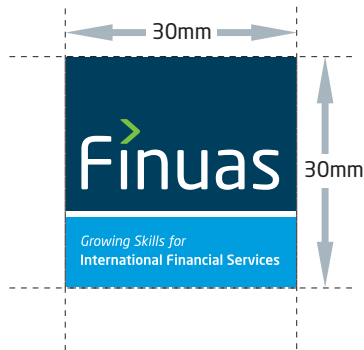 30mm
Finuas
30mm
Growing Skills for
International Financial Services